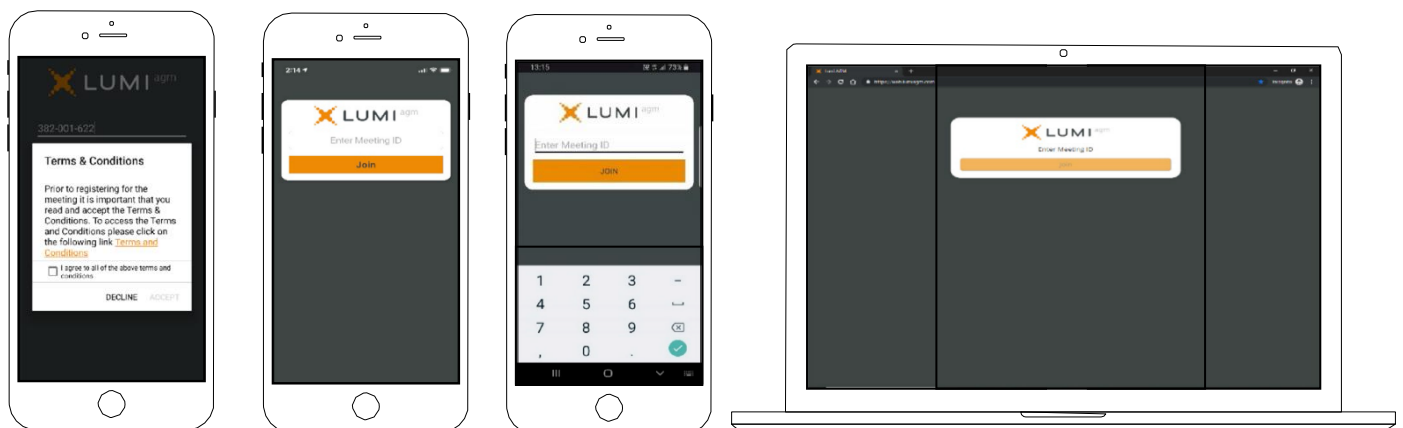 LUMI agm
382-001-622
Terms & Conditions
Prior to registering for the
meeting it is important that you
read and accept the Terms &
Conditions. To access the Terms
and Conditions please click on
the following link Terms and
Conditions
I agree to all of the above terms and
conditions
DECLINE ACCEPT
2:14
LUMI agm
Enter Meeting ID
Join
13:15 73%
LUMI agm
Enter Meeting ID
JOIN
1 2 3 -
4 5 6
7 8 9
, 0 .
Lumi AGM
LUMI agm
Enter Meeting ID
JOIN